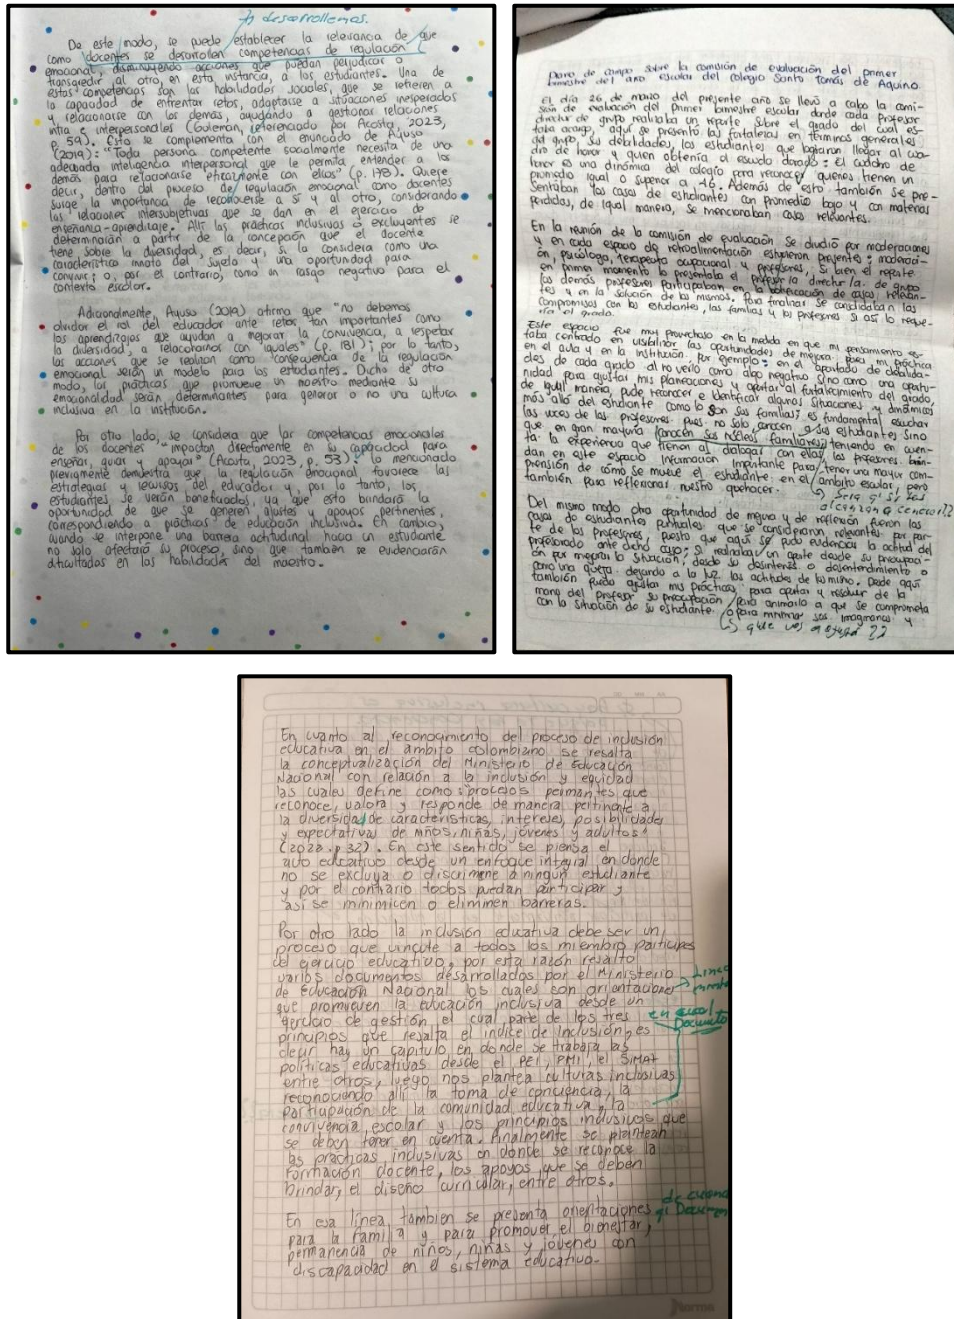 → desarrollemos.
De este modo, se puede establecer la relevancia de que
como docentes se desarrollen competencias de regulación
emocional, disminuyendo acciones que puedan perjudicar o
transgredir al otro, en esta instancia, a los estudiantes. Una de
estas competencias son las habilidades sociales, que se refieren a
la capacidad de enfrentar retos, adaptarse a situaciones inesperadas
y relacionarse con los demás, ayudando a gestionar relaciones
intra e interpersonales (Goleman, referenciado por Acosta, 2023,
p. 59). Esto se complementa con el enunciado de Ayuso
(2019): "Toda persona competente socialmente necesita de una
adecuada inteligencia interpersonal que le permita entender a los
demás para relacionarse eficazmente con ellos" (p. 178). Quiere
decir, dentro del proceso de regulación emocional como docentes
surge la importancia de reconocerse a sí y al otro, considerando
las relaciones intersubjetivas que se dan en el ejercicio de
enseñanza-aprendizaje. Allí las prácticas inclusivas o excluyentes se
determinarán a partir de la concepción que el docente
tiene sobre la diversidad, es decir, si la considera como una
característica innata del sujeto y una oportunidad para
convivir; o, por el contrario, como un rasgo negativo para el
contexto escolar.
Adicionalmente, Ayuso (2019) afirma que "no debemos
olvidar el rol del educador ante retos tan importantes como
los aprendizajes que ayudan a mejorar la convivencia, a respetar
la diversidad, a relacionarnos con iguales" (p. 181); por lo tanto,
las acciones que se realizan como consecuencia de la regulación
emocional serán un modelo para los estudiantes. Dicho de otro
modo, las prácticas que promueve un maestro mediante su
emocionalidad serán determinantes para generar o no una cultura
inclusiva en la institución.
Por otro lado, se considera que las competencias emocionales
de los docentes "impactan directamente en su capacidad para
enseñar, guiar y apoyar" (Acosta, 2023, p. 53). Lo mencionado
previamente demuestra que la regulación emocional favorece las
estrategias y recursos del educador y, por lo tanto, los
estudiantes se verán beneficiados, ya que esto brindará la
oportunidad de que se generen ajustes y apoyos pertinentes,
correspondiendo a prácticas de educación inclusiva. En cambio,
cuando se interpone una barrera actitudinal hacia un estudiante
no solo afectará su proceso, sino que también se evidenciarán
dificultades en las habilidades del maestro.
Diario de campo sobre la comisión de evaluación del primer
bimestre del año escolar del colegio Santo Tomás de Aquino.
El día 26 de marzo del presente año se llevó a cabo la comi-
sión de evaluación del primer bimestre escolar donde cada profesor
director de grupo realizaba un reporte sobre el grado del cual es-
taba a cargo, aquí se presentó las fortalezas en términos generales
del grupo, sus debilidades, los estudiantes que lograron llegar al cua-
dro de honor y quien obtenía el escudo dorado: el cuadro de
honor es una dinámica del colegio para reconocer quienes tienen un
promedio igual o superior a 46. Además de esto también se pre-
sentaban los casos de estudiantes con promedio bajo y con materias
perdidas, de igual manera, se mencionaban casos relevantes.
En la reunión de la comisión de evaluación se dividió por moderaciones
y en cada espacio de retroalimentación estuvieron presentes: moderaci-
ón, psicóloga, terapeuta ocupacional y profesores, si bien el reporte
en primer momento lo presentaba el profesor/a director/a de grupo
los demás profesores participaban en la identificación de casos relevan-
tes y en la solución de los mismos. Para finalizar se candidaban los
compromisos con los estudiantes, las familias y los profesores si así lo reque-
ría el grado.
Este espacio fue muy provechoso en la medida en que mi pensamiento es-
taba centrado en visibilizar las oportunidades de mejora para mi práctica
en el aula y en la institución. Por ejemplo: en el apartado de debilida-
des de cada grado al no verlo como algo negativo sino como una oportu-
nidad para ajustar mis planeaciones y aportar al fortalecimiento del grado,
de igual manera, pude reconocer e identificar algunas situaciones y dinámicas
más allá del estudiante como lo son sus familias; es fundamental escuchar
las voces de los profesores pues no solo conocen a sus estudiantes sino
que en gran mayoría conocen sus núcleos familiares; teniendo en cuen-
ta la experiencia que tienen al dialogar con ellas, los profesores brin-
dan en este espacio información importante para tener una mayor com-
prensión de cómo se mueve el estudiante en el ámbito escolar, pero
también para reflexionar nuestro quehacer.
↳ Será q' si los
alcanzan a conocer??
Del mismo modo otra oportunidad de mejora y de reflexión fueron los
casos de estudiantes puntuales que se consideraron relevantes por par-
te de los profesores, puesto que aquí se pudo evidenciar la actitud del
profesorado ante dicho caso; si realizaban un aporte desde su preocupaci-
ón por mejorar la situación, desde su desinterés o desentendimiento o
como una queja dejando a la luz las actitudes de lo mismo. Desde aquí
también puedo ajustar mis prácticas para aportar y resolver de la
mano del profesor su preocupación, para animarlo a que se comprometa
con la situación de su estudiante o para minimizar sus imaginarios y
En cuanto al reconocimiento del proceso de inclusión
educativa en el ámbito colombiano se resalta
la conceptualización del Ministerio de Educación
Nacional con relación a la inclusión y equidad
las cuales define como: "procesos permantes que
reconoce, valora y responde de manera pertinente a
la diversidad de características, intereses, posibilidades
y expectativas de niños, niñas, jóvenes y adultos"
(2022. p 32). En este sentido se piensa el
acto educativo desde un enfoque integral en donde
no se excluya o discrimene a ningún estudiante
y por el contrario todos puedan participar y
así se minimicen o eliminen barreras.
Por otro lado la inclusión educativa debe ser un
proceso que vincule a todos los miembro participes
del ejercicio educativo, por esta razón resalto
varios documentos desarrollados por el Ministerio
de Educación Nacional los cuales son orientaciones
que promueven la educación inclusiva desde un
ejercicio de gestión el cual parte de los tres
en cual
Documento
principios que resalta el índice de Inclusión, es
decir hay un capítulo en donde se trabaja las
políticas educativas desde el PEI, PMI, el SIMAT
entre otros, luego nos plantea culturas inclusivas
reconociendo allí la toma de conciencia, la
participación de la comunidad educativa, la
convivencia escolar y los principios inclusivos que
se deben tener en cuenta. Finalmente se plantean
las prácticas inclusivas en donde se reconoce la
formación docente, los apoyos que se deben
brindar, el diseño curricular, entre otros.
En esa línea tambien se presenta orientaciones
para la familia y para promover el bienestar,
permanencia de niños, niñas y jóvenes con
discapacidad en el sistema educativo.
norma